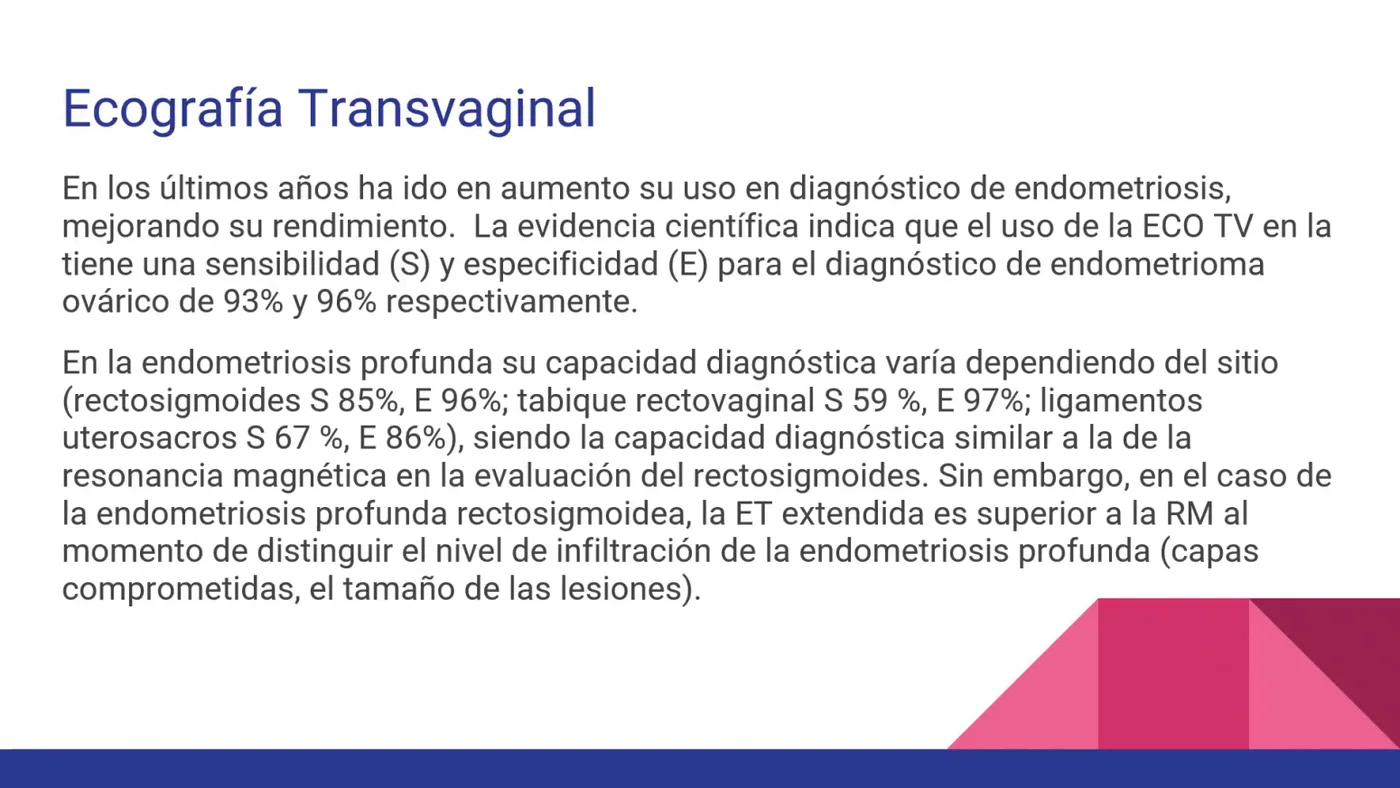 Ecografía Transvaginal
En los últimos años ha ido en aumento su uso en diagnóstico de endometriosis,
mejorando su rendimiento.  La evidencia científica indica que el uso de la ECO TV en la
tiene una sensibilidad (S) y especificidad (E) para el diagnóstico de endometrioma
ovárico de 93% y 96% respectivamente.
En la endometriosis profunda su capacidad diagnóstica varía dependiendo del sitio
(rectosigmoides S 85%, E 96%; tabique rectovaginal S 59 %, E 97%; ligamentos
uterosacros S 67 %, E 86%), siendo la capacidad diagnóstica similar a la de la
resonancia magnética en la evaluación del rectosigmoides. Sin embargo, en el caso de
la endometriosis profunda rectosigmoidea, la ET extendida es superior a la RM al
momento de distinguir el nivel de infiltración de la endometriosis profunda (capas
comprometidas, el tamaño de las lesiones).